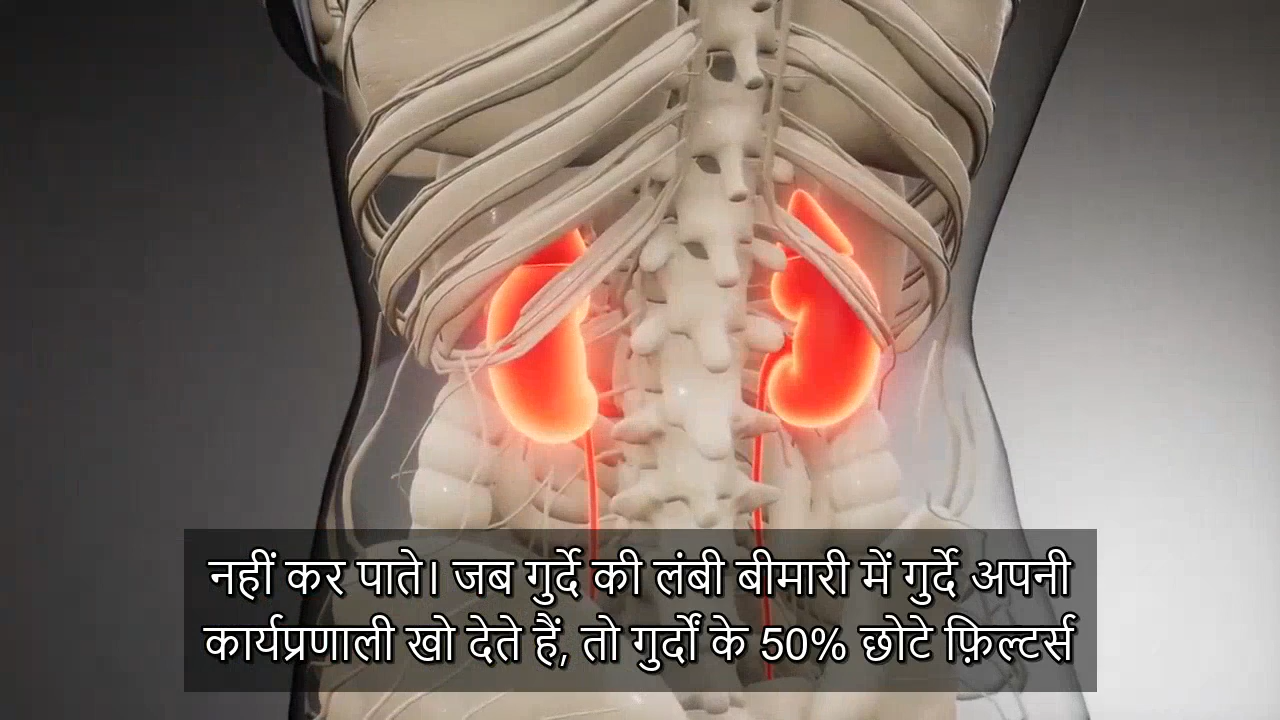 नहीं कर पाते। जब गुर्दे की लंबी बीमारी में गुर्दे अपनी
कार्यप्रणाली खो देते हैं, तो गुर्दों के 50% छोटे फ़िल्टर्स